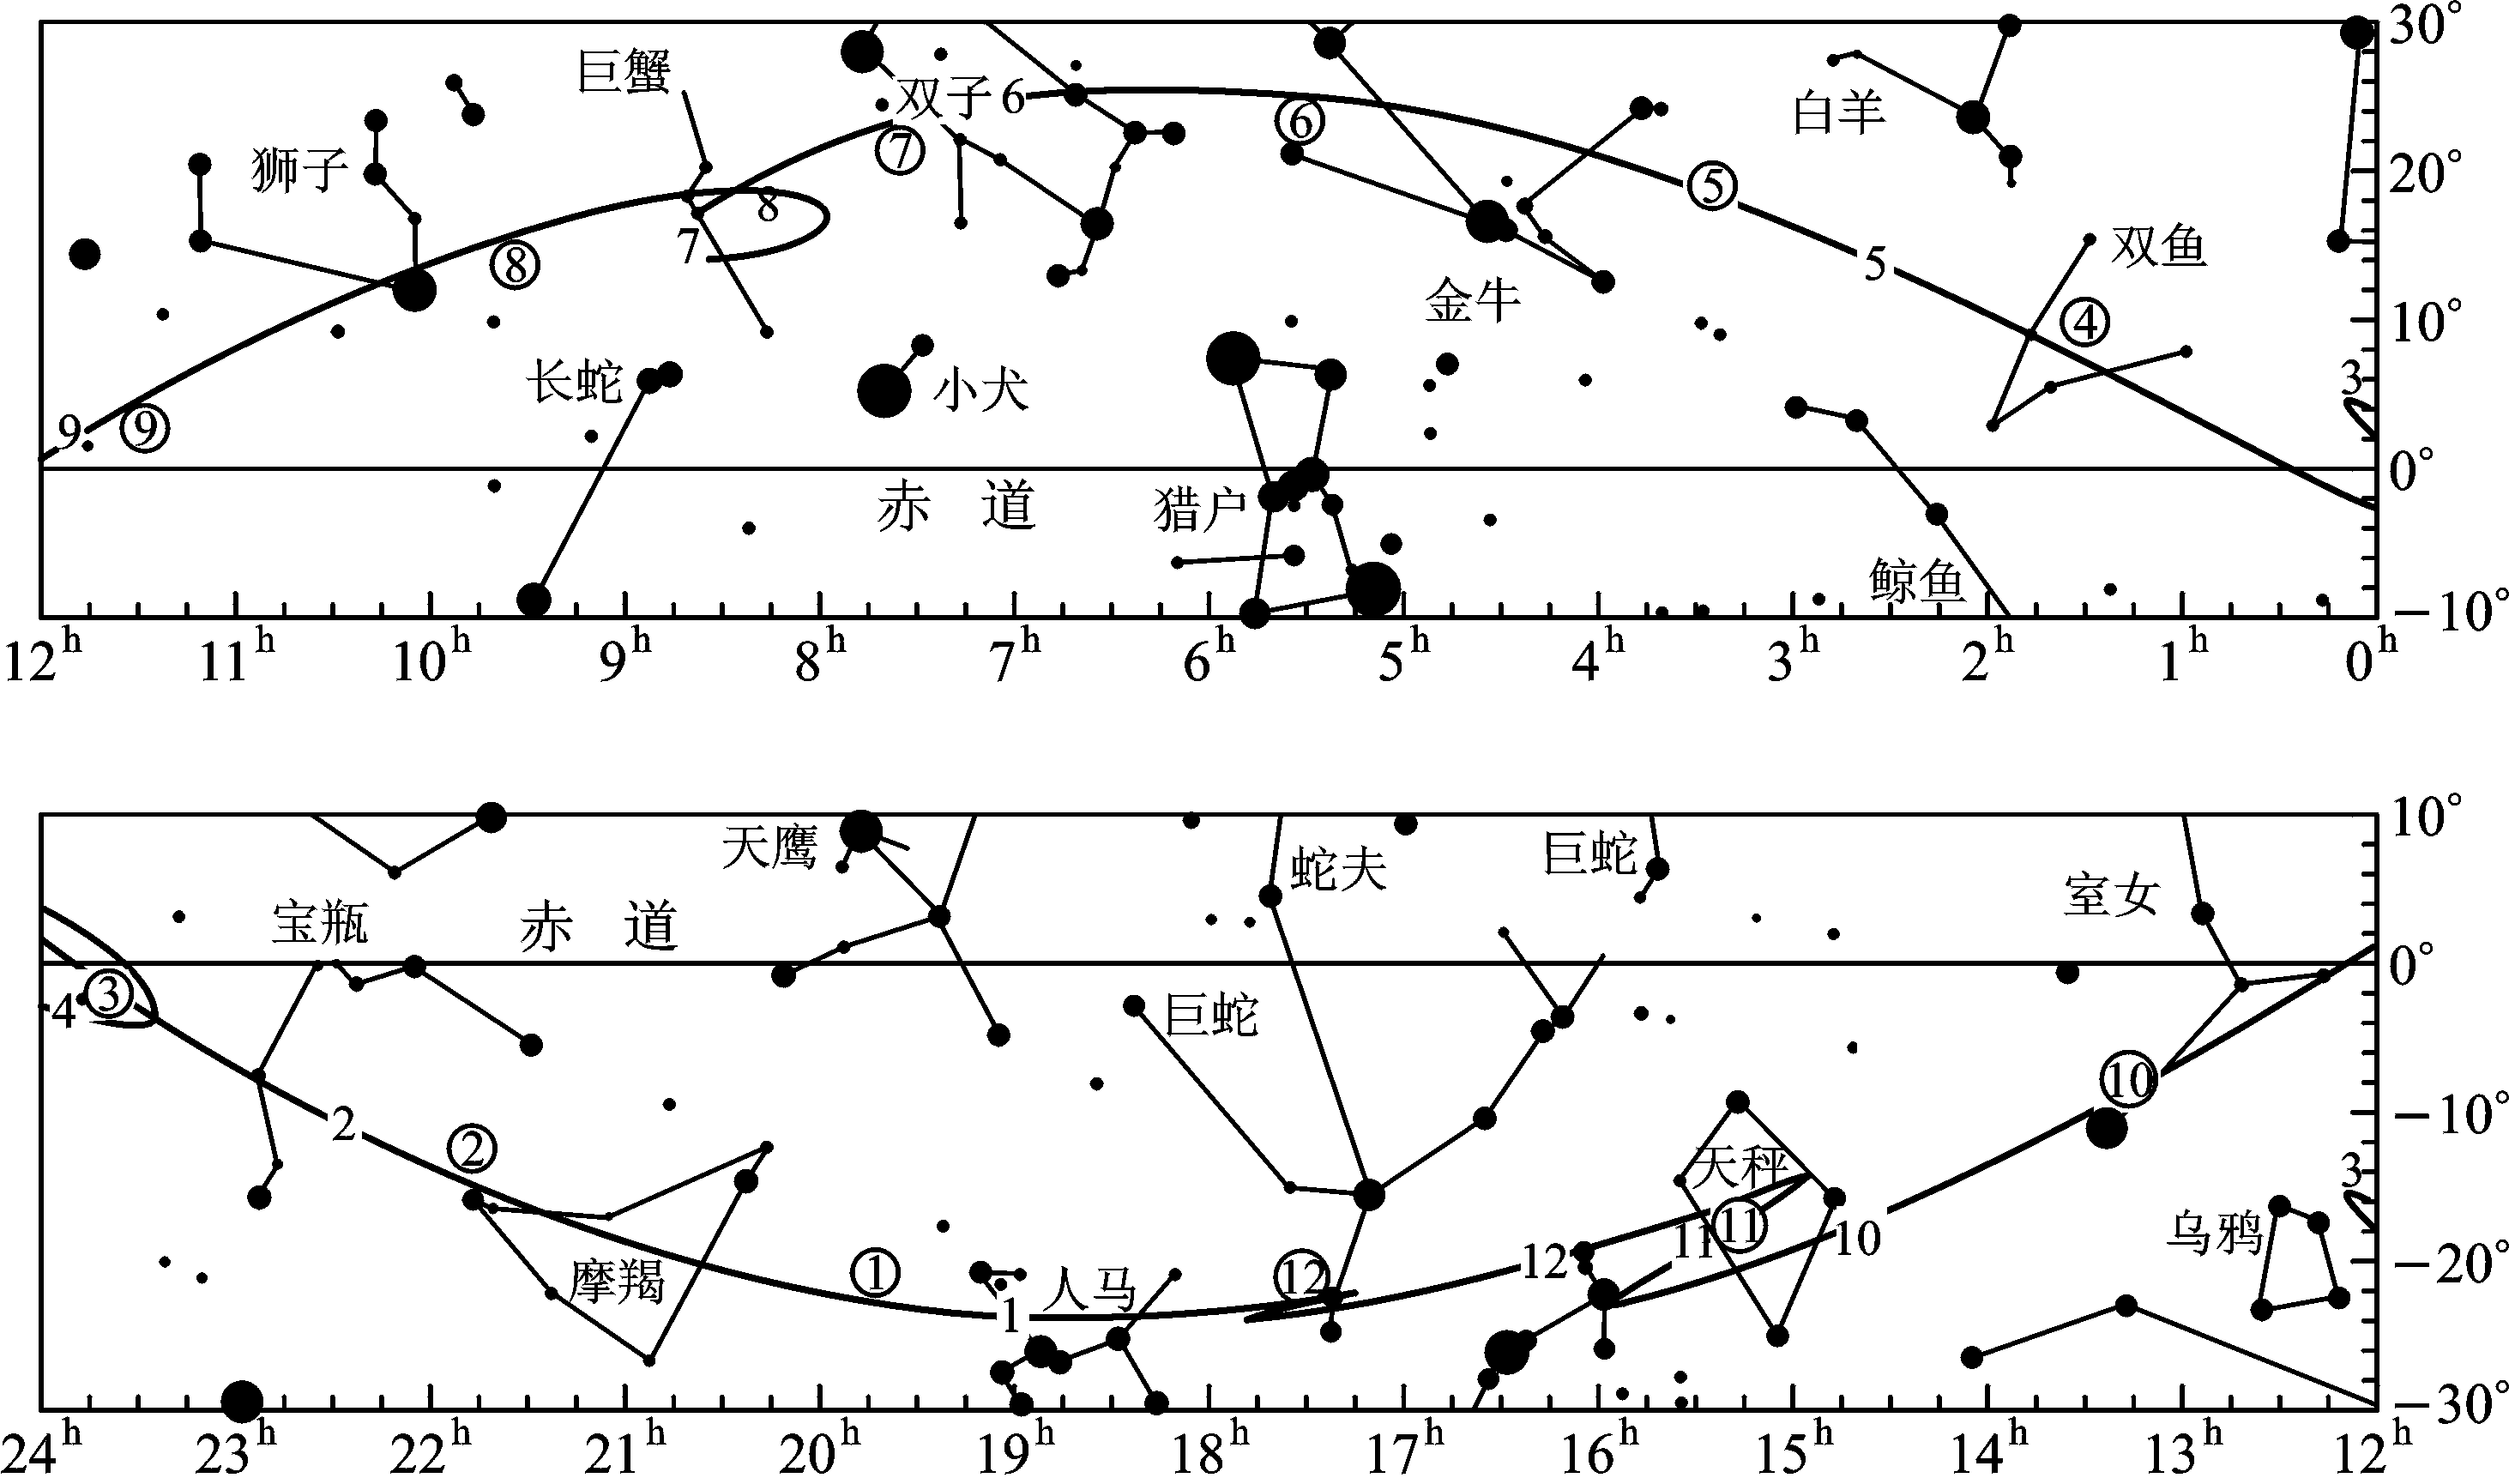 30°
巨蟹
双子 6
⑥
白羊
⑦
狮子
20°
⑤
8
7
双鱼
⑧
5
金牛
④
10°
长蛇
小犬
3
9
⑨
0°
赤 道
猎户
鲸鱼
−10°
12h 11h 10h 9h 8h 7h 6h 5h 4h 3h 2h 1h 0h
10°
天鹰
蛇夫
巨蛇
室女
宝瓶 赤 道
0°
③
4
巨蛇
⑩
2
−10°
②
天秤
3
⑪
11
10
乌鸦
12
−20°
摩羯
①
人马
⑫
1
−30°
24h 23h 22h 21h 20h 19h 18h 17h 16h 15h 14h 13h 12h